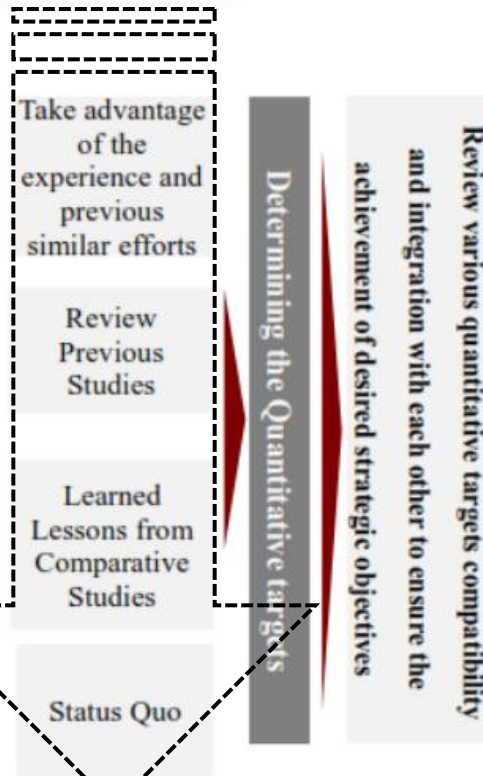 Take advantage
of the
experience and
previous
similar efforts
Review
Previous
Studies
Learned
Lessons from
Comparative
Studies
Status Quo
Determining the Quantitative targets
Review various quantitative targets compatibility
and integration with each other to ensure the
achievement of desired strategic objectives